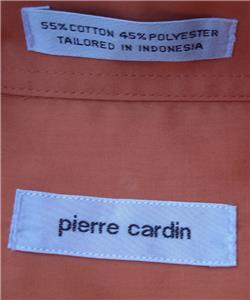 55% COTTON 45% POLYESTER
TAILORED IN INDONESIA
pierre cardin